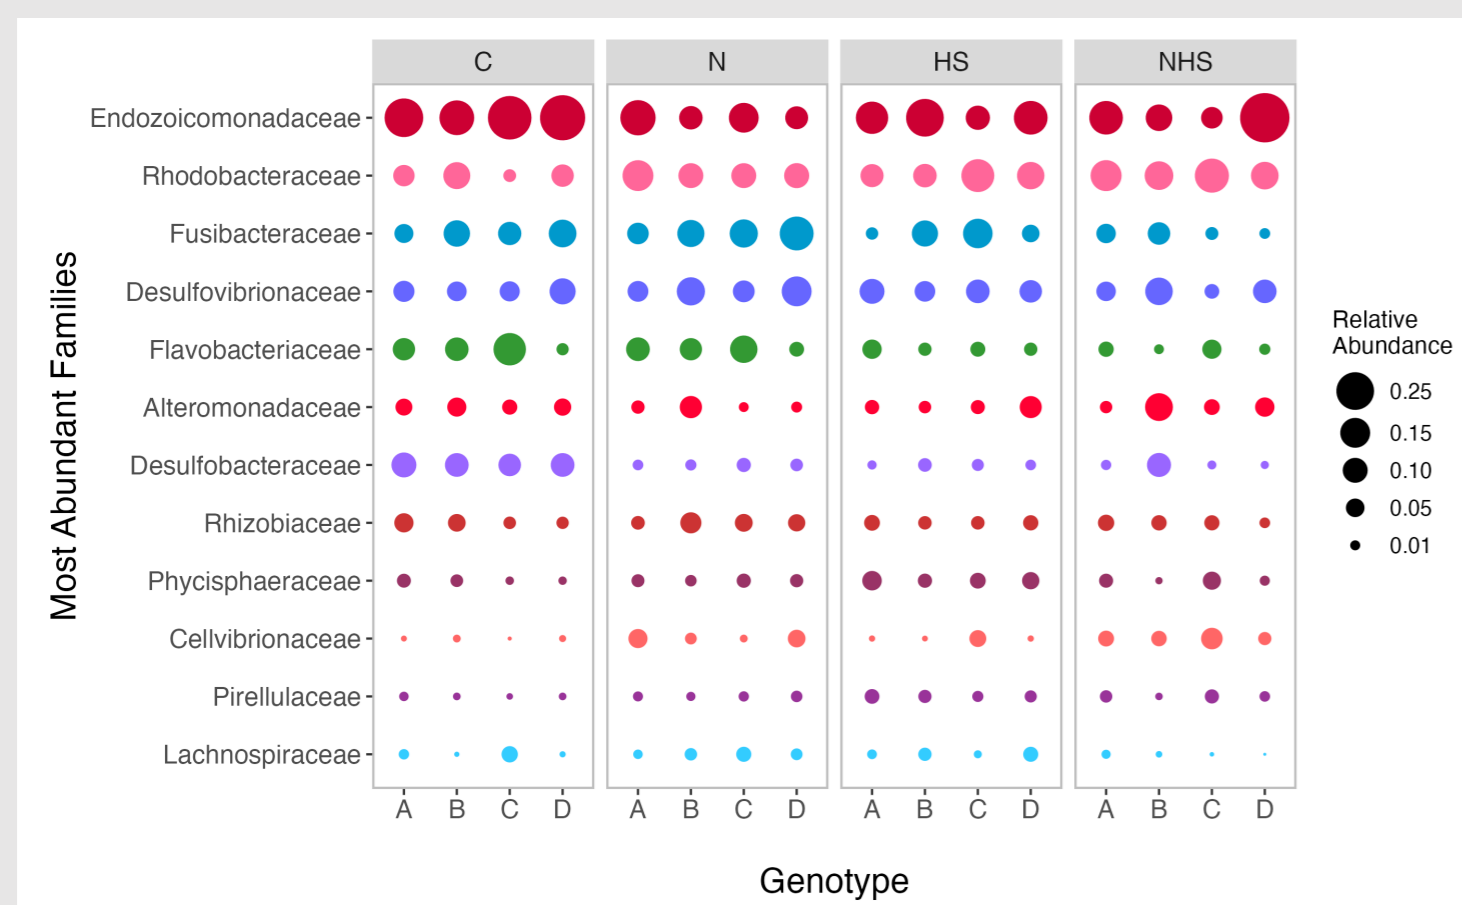 C N HS NHS
Endozoicomonadaceae
Rhodobacteraceae
Fusibacteraceae
Desulfovibrionaceae
Flavobacteriaceae
Alteromonadaceae
Desulfobacteraceae
Rhizobiaceae
Phycisphaeraceae
Cellvibrionaceae
Pirellulaceae
Lachnospiraceae
A B C D A B C D A B C D A B C D
Genotype
Most Abundant Families
Relative
Abundance
0.25
0.15
0.10
0.05
0.01